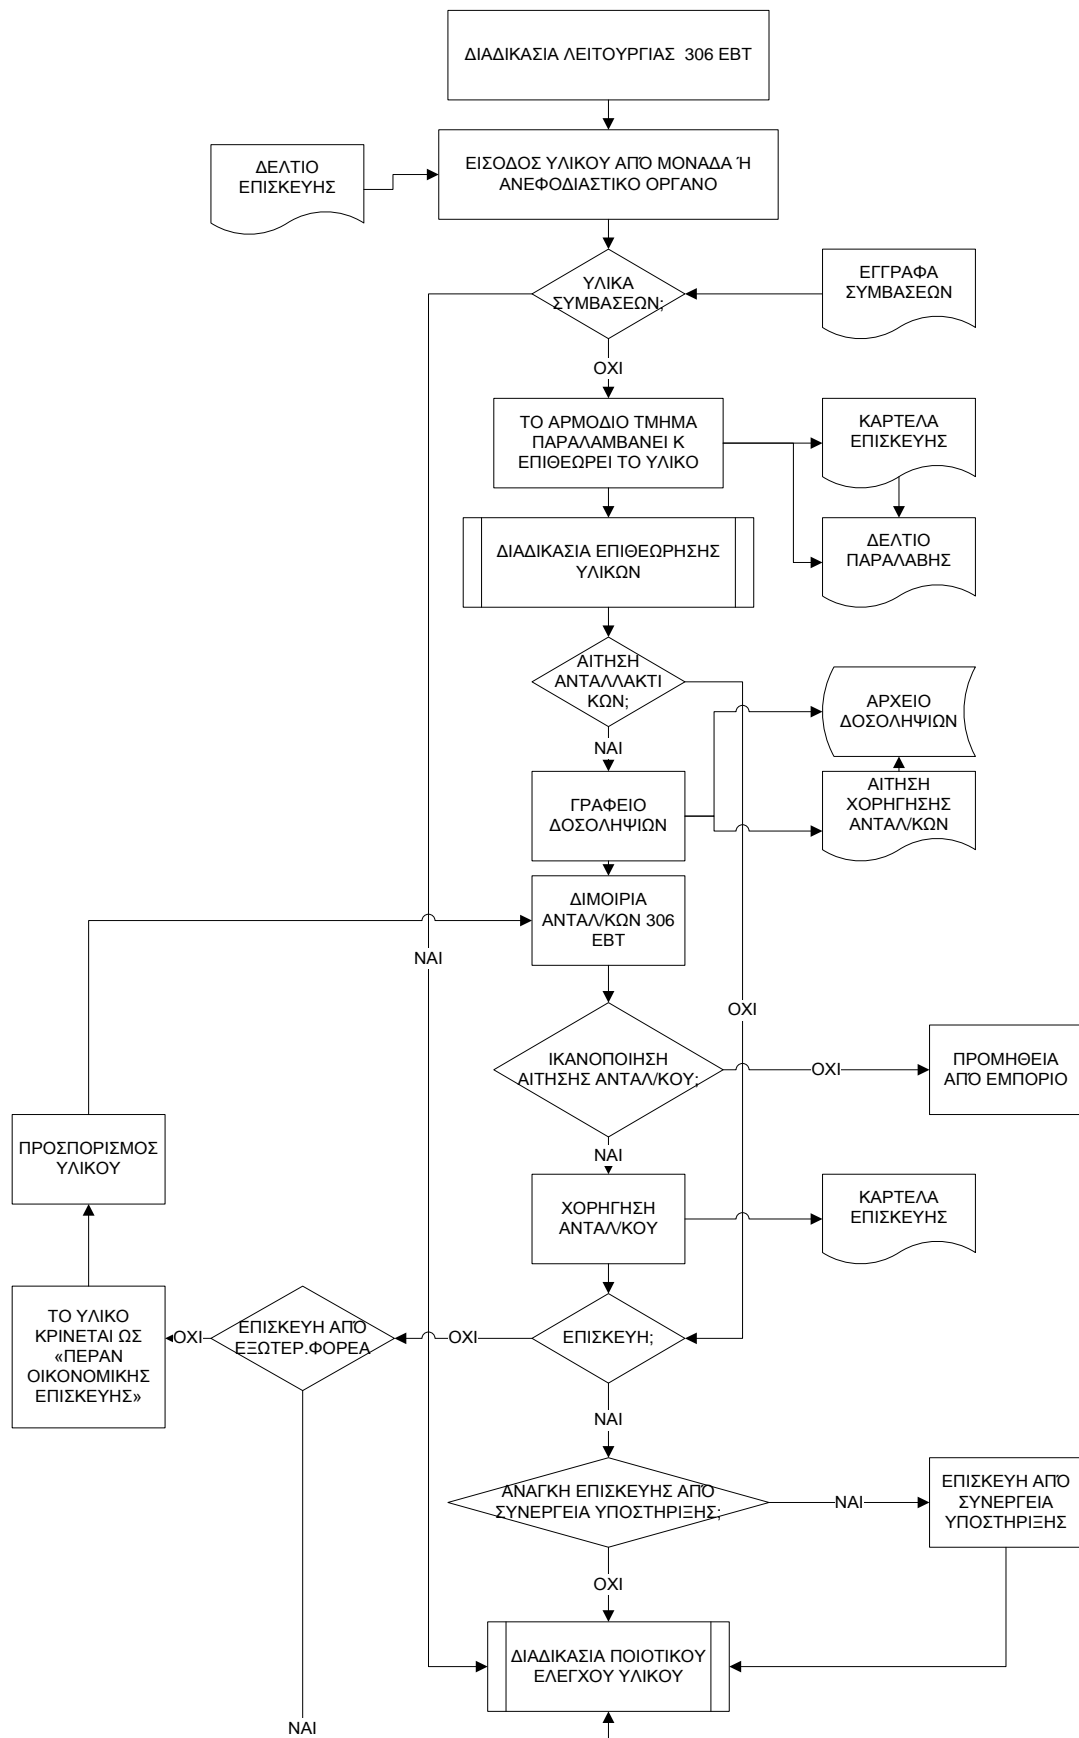 ΔΙΑΔΙΚΑΣΙΑ ΛΕΙΤΟΥΡΓΙΑΣ 306 ΕΒΤ
ΔΕΛΤΙΟ
ΕΠΙΣΚΕΥΗΣ
ΕΙΣΟΔΟΣ ΥΛΙΚΟΥ ΑΠΌ ΜΟΝΑΔΑ Ή
ΑΝΕΦΟΔΙΑΣΤΙΚΟ ΟΡΓΑΝΟ
ΥΛΙΚΑ
ΣΥΜΒΑΣΕΩΝ;
ΕΓΓΡΑΦΑ
ΣΥΜΒΑΣΕΩΝ
ΟΧΙ
ΤΟ ΑΡΜΟΔΙΟ ΤΜΗΜΑ
ΠΑΡΑΛΑΜΒΑΝΕΙ Κ
ΕΠΙΘΕΩΡΕΙ ΤΟ ΥΛΙΚΟ
ΚΑΡΤΕΛΑ
ΕΠΙΣΚΕΥΗΣ
ΔΙΑΔΙΚΑΣΙΑ ΕΠΙΘΕΩΡΗΣΗΣ
ΥΛΙΚΩΝ
ΔΕΛΤΙΟ
ΠΑΡΑΛΑΒΗΣ
ΑΙΤΗΣΗ
ΑΝΤΑΛΛΑΚΤΙ
ΚΩΝ;
ΑΡΧΕΙΟ
ΔΟΣΟΛΗΨΙΩΝ
ΝΑΙ
ΓΡΑΦΕΙΟ
ΔΟΣΟΛΗΨΙΩΝ
ΑΙΤΗΣΗ
ΧΟΡΗΓΗΣΗΣ
ΑΝΤΑΛ/ΚΩΝ
ΔΙΜΟΙΡΙΑ
ΑΝΤΑΛ/ΚΩΝ 306
ΕΒΤ
ΝΑΙ
ΟΧΙ
ΙΚΑΝΟΠΟΙΗΣΗ
ΑΙΤΗΣΗΣ ΑΝΤΑΛ/ΚΟΥ;
ΟΧΙ
ΠΡΟΜΗΘΕΙΑ
ΑΠΌ ΕΜΠΟΡΙΟ
ΠΡΟΣΠΟΡΙΣΜΟΣ
ΥΛΙΚΟΥ
ΝΑΙ
ΧΟΡΗΓΗΣΗ
ΑΝΤΑΛ/ΚΟΥ
ΚΑΡΤΕΛΑ
ΕΠΙΣΚΕΥΗΣ
ΤΟ ΥΛΙΚΟ
ΚΡΙΝΕΤΑΙ ΩΣ
«ΠΕΡΑΝ
ΟΙΚΟΝΟΜΙΚΗΣ
ΕΠΙΣΚΕΥΗΣ»
ΟΧΙ
ΕΠΙΣΚΕΥΗ ΑΠΌ
ΕΞΩΤΕΡ.ΦΟΡΕΑ
ΟΧΙ
ΕΠΙΣΚΕΥΗ;
ΝΑΙ
ΑΝΑΓΚΗ ΕΠΙΣΚΕΥΗΣ ΑΠΌ
ΣΥΝΕΡΓΕΙΑ ΥΠΟΣΤΗΡΙΞΗΣ;
ΝΑΙ
ΕΠΙΣΚΕΥΗ ΑΠΌ
ΣΥΝΕΡΓΕΙΑ
ΥΠΟΣΤΗΡΙΞΗΣ
ΟΧΙ
ΔΙΑΔΙΚΑΣΙΑ ΠΟΙΟΤΙΚΟΥ
ΕΛΕΓΧΟΥ ΥΛΙΚΟΥ
ΝΑΙ